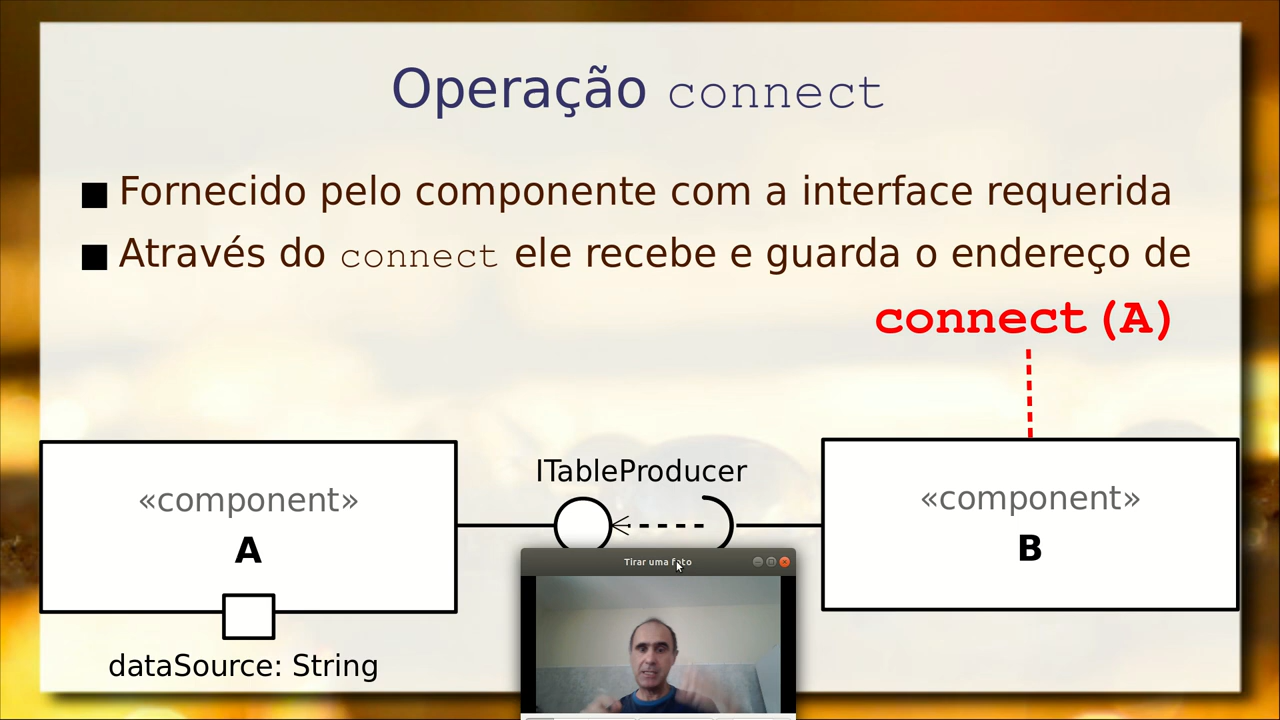 Operação connect
Fornecido pelo componente com a interface requerida
Através do connect ele recebe e guarda o endereço de
connect(A)
ITableProducer
«component»
A
«component»
B
Tirar uma foto
dataSource: String